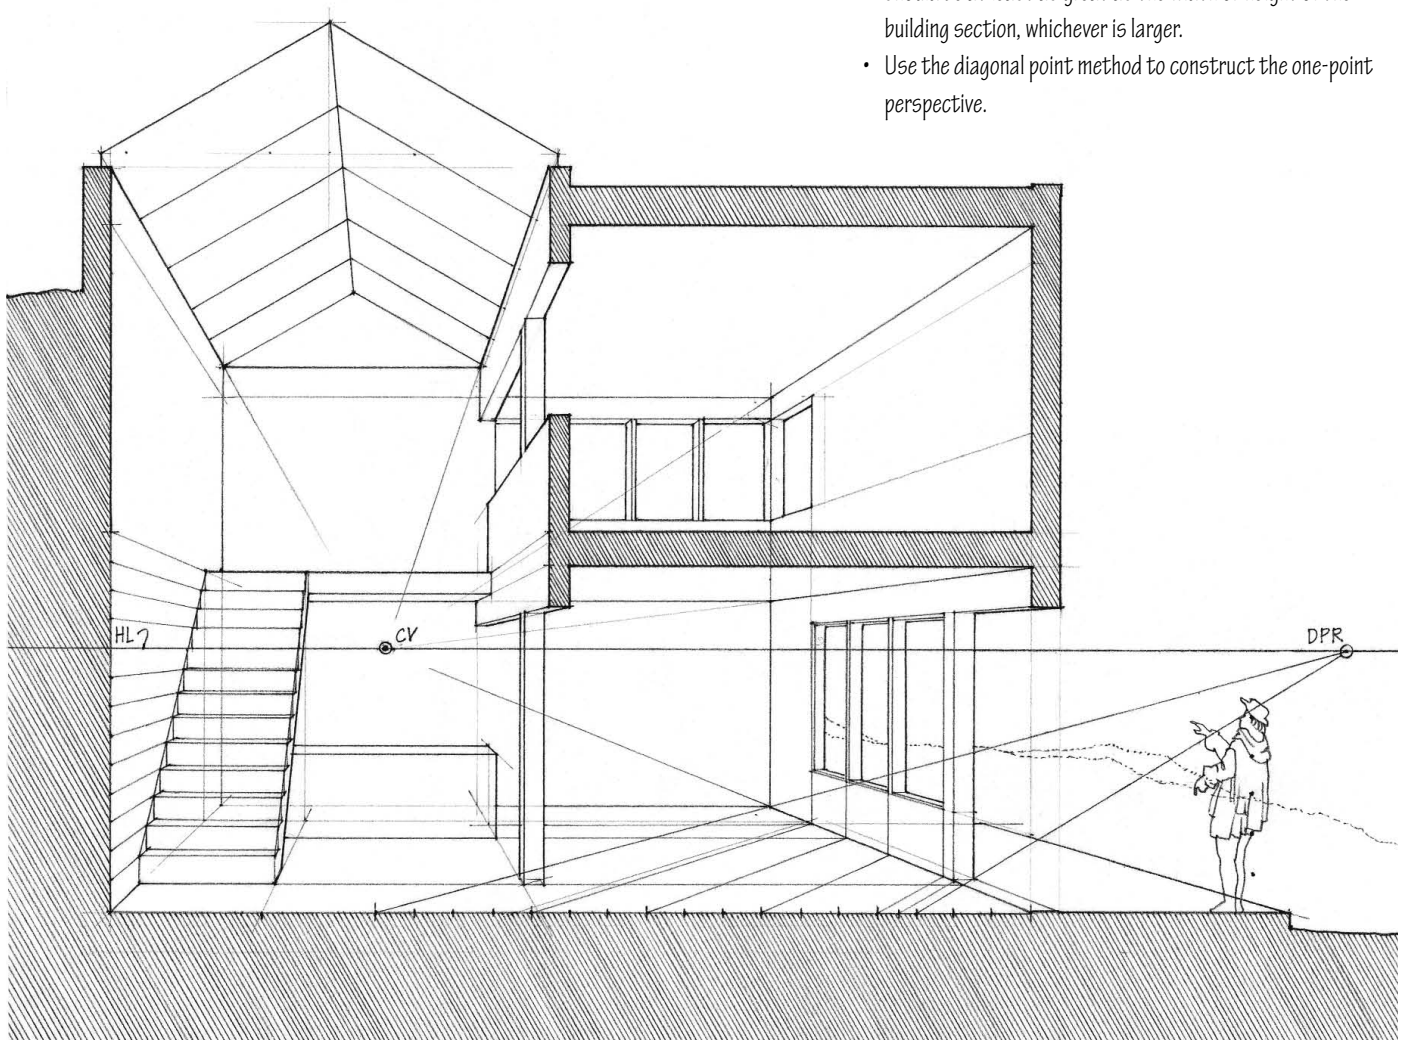 building section, whichever is larger.
• Use the diagonal point method to construct the one-point
perspective.
HL
CV
DPR